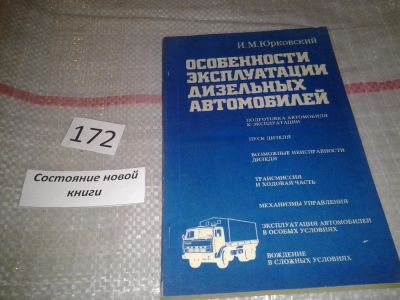 И.М.Юрковский
ОСОБЕННОСТИ
ЭКСПЛУАТАЦИИ
ДИЗЕЛЬНЫХ
АВТОМОБИЛЕЙ
ПОДГОТОВКА АВТОМОБИЛЯ
К ЭКСПЛУАТАЦИИ
ПУСК ДИЗЕЛЯ
ВОЗМОЖНЫЕ НЕИСПРАВНОСТИ
ДИЗЕЛЯ
ТРАНСМИССИЯ
И ХОДОВАЯ ЧАСТЬ
МЕХАНИЗМЫ УПРАВЛЕНИЯ
ЭКСПЛУАТАЦИЯ АВТОМОБИЛЕЙ
В ОСОБЫХ УСЛОВИЯХ
ВОЖДЕНИЕ
В СЛОЖНЫХ УСЛОВИЯХ
172
Состояние новой
книги